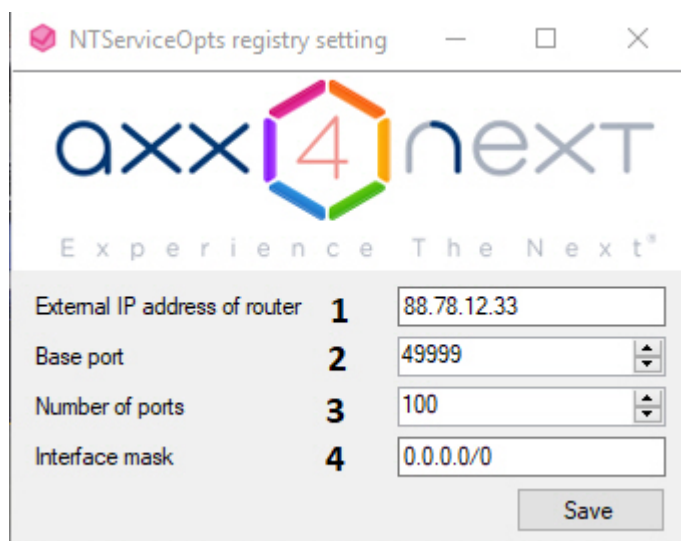 NTServiceOpts registry setting
axx4next
Experience The Next®
External IP address of router 1 88.78.12.33
Base port 2 49999
Number of ports 3 100
Interface mask 4 0.0.0.0/0
Save